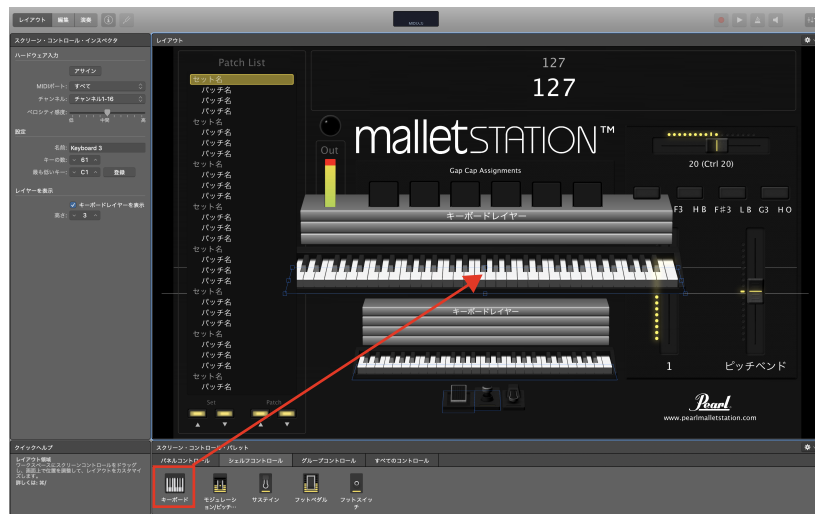 レイアウト 編集 演奏
MIDI入力
スクリーン・コントロール・インスペクタ
レイアウト
ハードウェア入力
アサイン
MIDIポート: すべて
チャンネル: チャンネル1-16
ベロシティ感度:
低 中間 高
設定
名前: Keyboard 3
キーの数: 61
最も低いキー: C1 登録
レイヤーを表示
キーボードレイヤーを表示
高さ: 3
Patch List
セット名
パッチ名
パッチ名
パッチ名
セット名
パッチ名
パッチ名
パッチ名
セット名
パッチ名
パッチ名
パッチ名
セット名
パッチ名
パッチ名
パッチ名
セット名
パッチ名
パッチ名
パッチ名
セット名
パッチ名
パッチ名
パッチ名
セット名
パッチ名
パッチ名
パッチ名
セット名
パッチ名
Set Patch
127
127
Out
malletSTATION™
Gap Cap Assignments
20 (Ctrl 20)
F3 H B F#3 L B G3 H O
キーボードレイヤー
キーボードレイヤー
1
ピッチベンド
Pearl
www.pearlmalletstation.com
クイックヘルプ
レイアウト領域
ワークスペースにスクリーンコントロールをドラッグ
し、画面上で位置を調整して、レイアウトをカスタマイ
ズします。
詳しくは: ⌘/
スクリーン・コントロール・パレット
パネルコントロール シェルフコントロール グループコントロール すべてのコントロール
キーボード
モジュレーシ
ョン/ピッチ…
サステイン
フットペダル
フットスイッ
チ